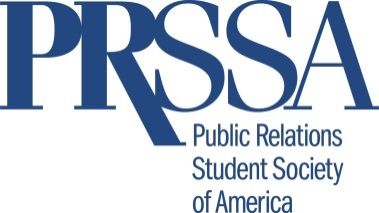 PRSSA
Public Relations
Student Society
of America